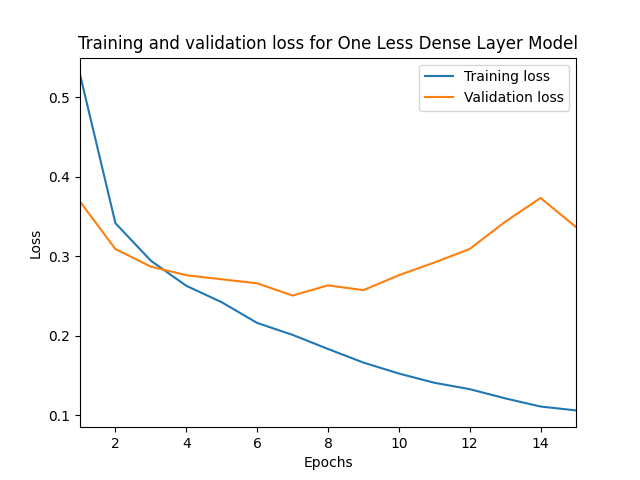 Training and validation loss for One Less Dense Layer Model
Training loss
Validation loss
0.5
0.4
0.3
0.2
0.1
Loss
2 4 6 8 10 12 14
Epochs